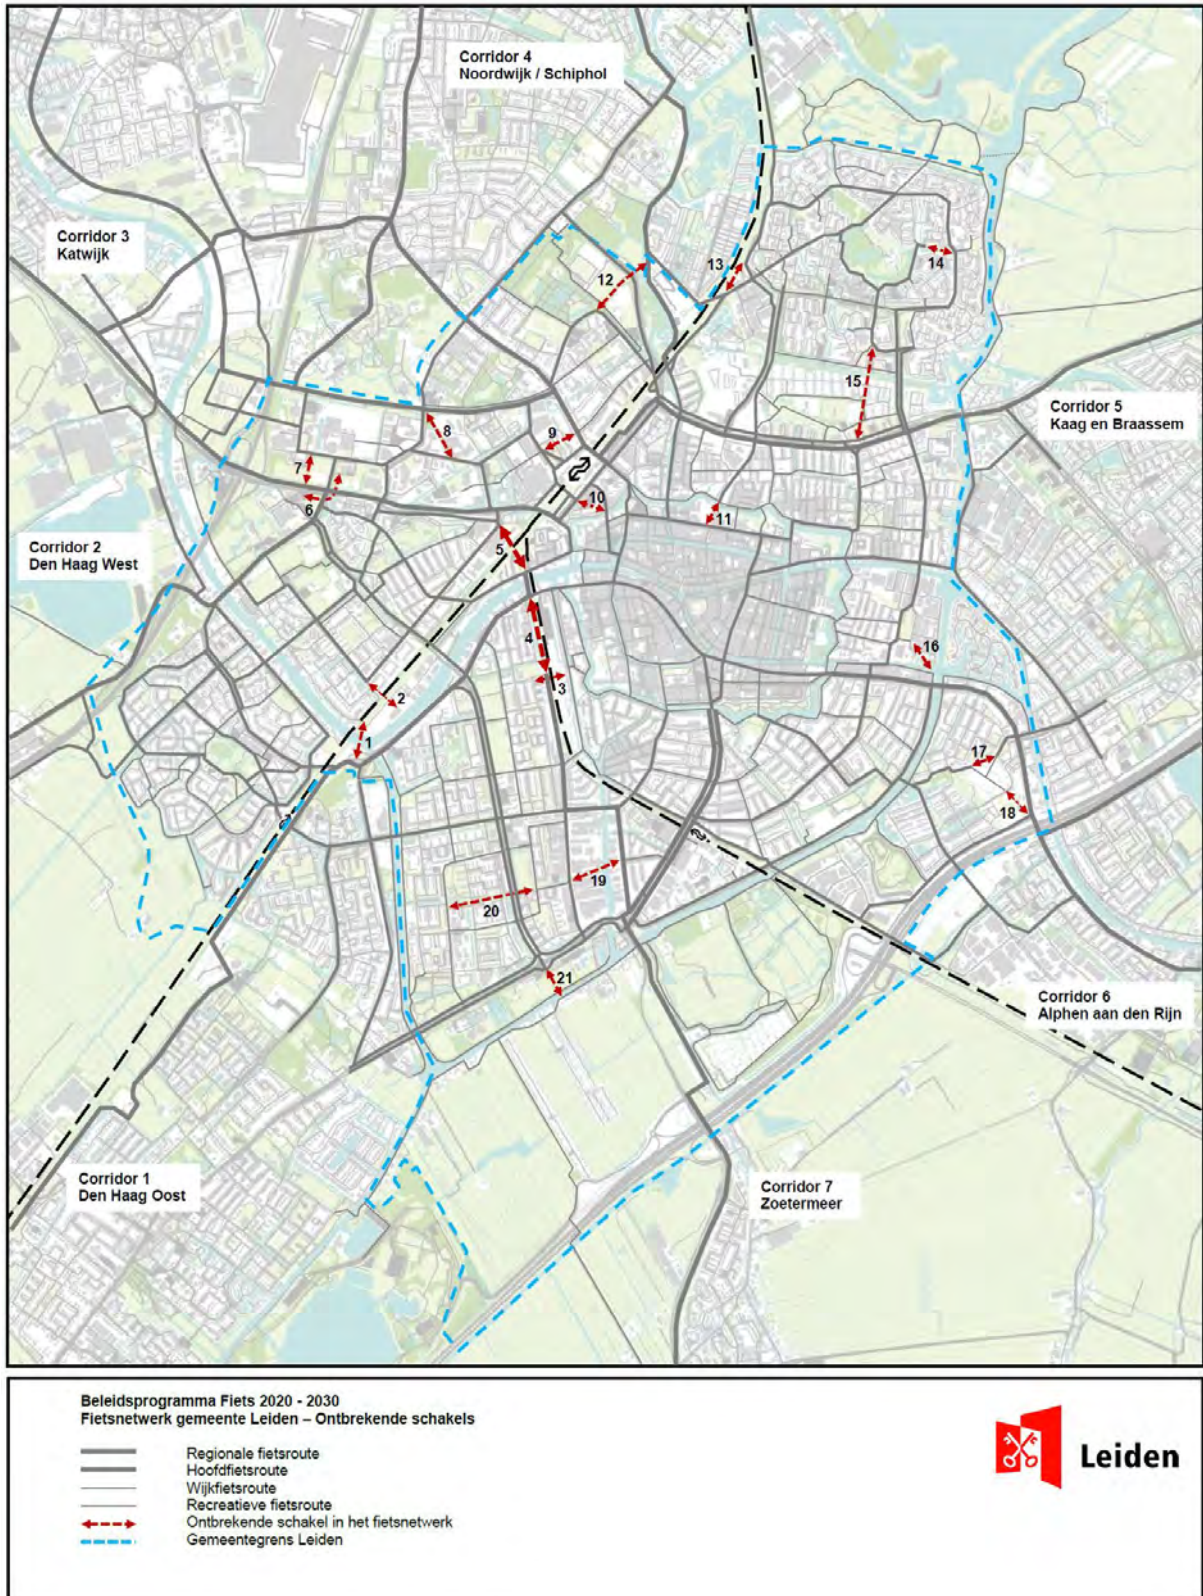 Corridor 4
Noordwijk / Schiphol
Corridor 3
Katwijk
12
13
14
15
Corridor 5
Kaag en Braassem
8
9
7
6
10
11
5
Corridor 2
Den Haag West
4
3
16
2
1
17
18
19
20
21
Corridor 6
Alphen aan den Rijn
Corridor 1
Den Haag Oost
Corridor 7
Zoetermeer
Beleidsprogramma Fiets 2020 - 2030
Fietsnetwerk gemeente Leiden – Ontbrekende schakels
Regionale fietsroute
Hoofdfietsroute
Wijkfietsroute
Recreatieve fietsroute
Ontbrekende schakel in het fietsnetwerk
Gemeentegrens Leiden
Leiden